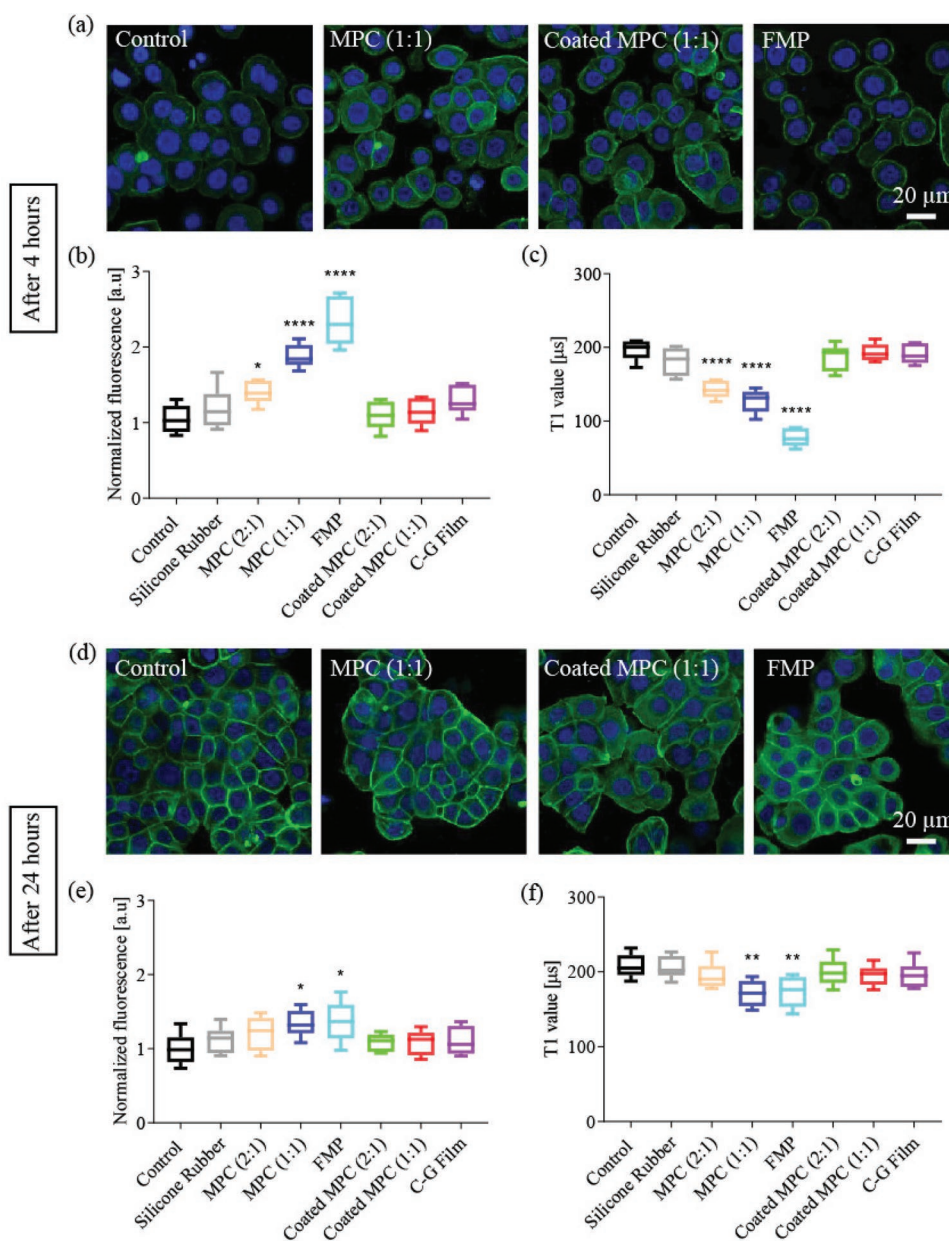 After 4 hours
(a)
Control
MPC (1:1)
Coated MPC (1:1)
FMP
20 μm
(b)
Normalized fluorescence [a.u]
3
2
1
0
*
****
****
Control
Silicone Rubber
MPC (2:1)
MPC (1:1)
FMP
Coated MPC (2:1)
Coated MPC (1:1)
C-G Film
(c)
T1 value [μs]
300
200
100
0
****
****
****
Control
Silicone Rubber
MPC (2:1)
MPC (1:1)
FMP
Coated MPC (2:1)
Coated MPC (1:1)
C-G Film
After 24 hours
(d)
Control
MPC (1:1)
Coated MPC (1:1)
FMP
20 μm
(e)
Normalized fluorescence [a.u]
3
2
1
0
*
*
Control
Silicone Rubber
MPC (2:1)
MPC (1:1)
FMP
Coated MPC (2:1)
Coated MPC (1:1)
C-G Film
(f)
T1 value [μs]
300
200
100
0
**
**
Control
Silicone Rubber
MPC (2:1)
MPC (1:1)
FMP
Coated MPC (2:1)
Coated MPC (1:1)
C-G Film